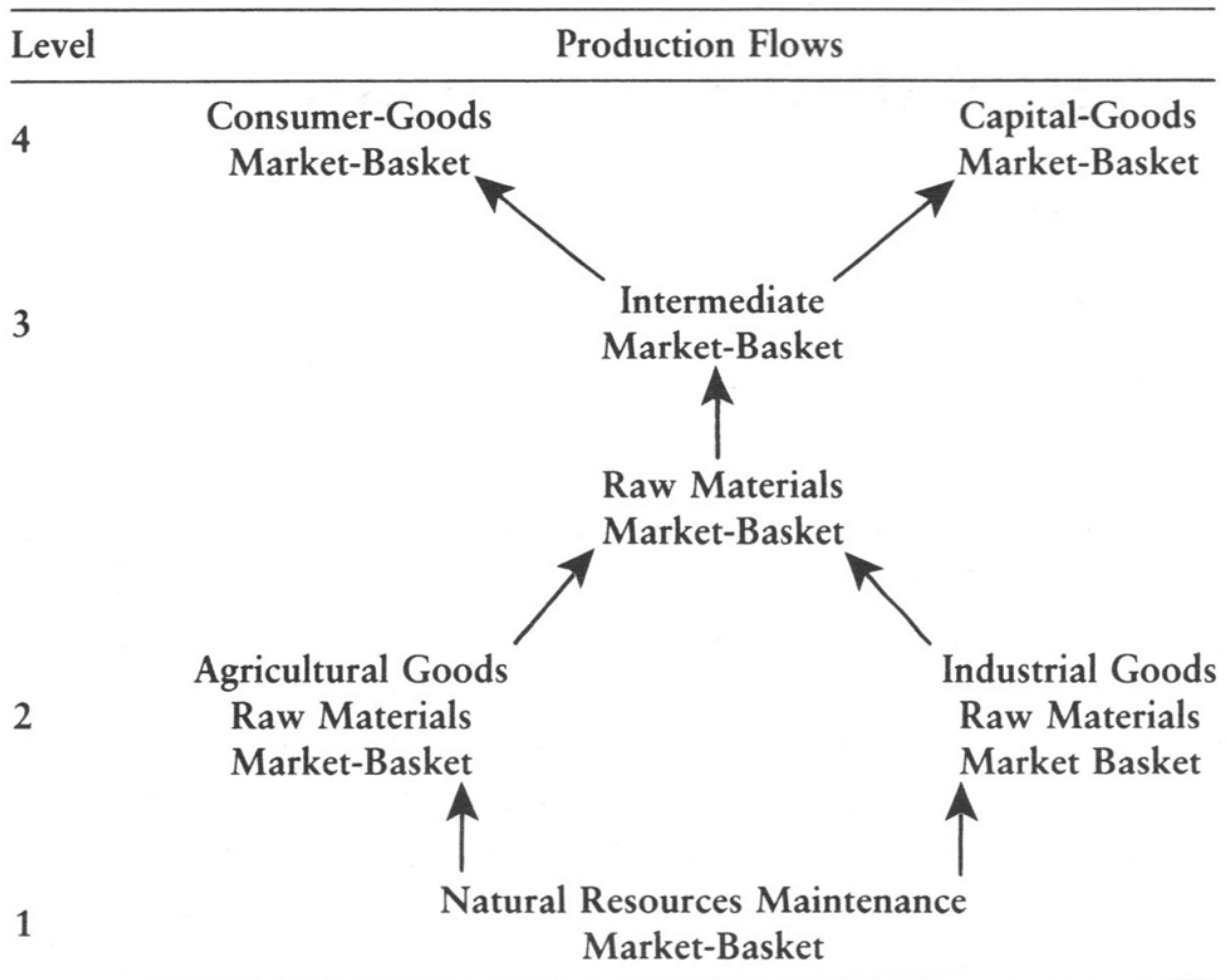 Level Production Flows
4
Consumer-Goods
Market-Basket
Capital-Goods
Market-Basket
3
Intermediate
Market-Basket
Raw Materials
Market-Basket
2
Agricultural Goods
Raw Materials
Market-Basket
Industrial Goods
Raw Materials
Market Basket
1
Natural Resources Maintenance
Market-Basket